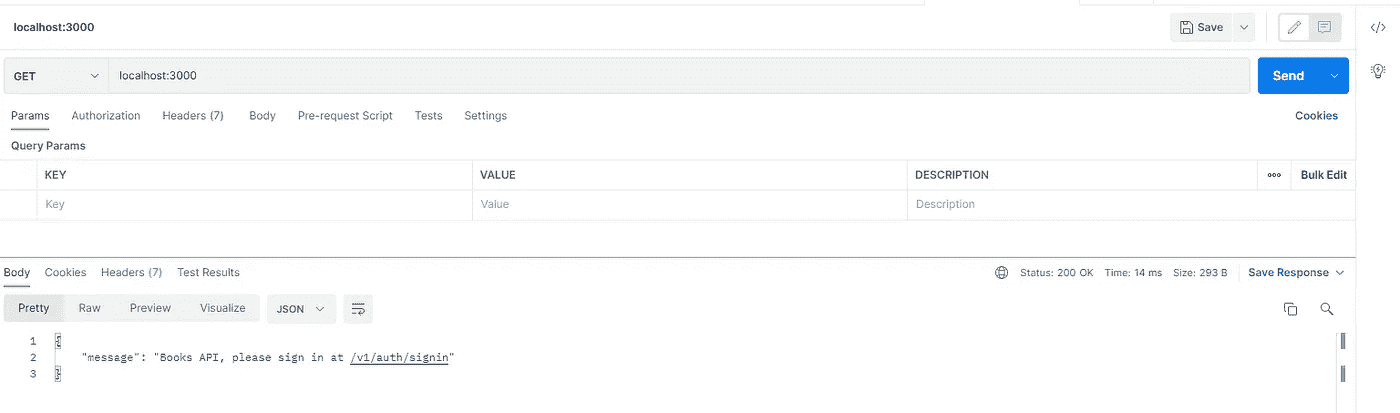 localhost:3000
Save
GET localhost:3000 Send
Params Authorization Headers (7) Body Pre-request Script Tests Settings Cookies
Query Params
KEY VALUE DESCRIPTION ooo Bulk Edit
Key Value Description
Body Cookies Headers (7) Test Results Status: 200 OK Time: 14 ms Size: 293 B Save Response
Pretty Raw Preview Visualize JSON
1 {
2 "message": "Books API, please sign in at /v1/auth/signin"
3 }